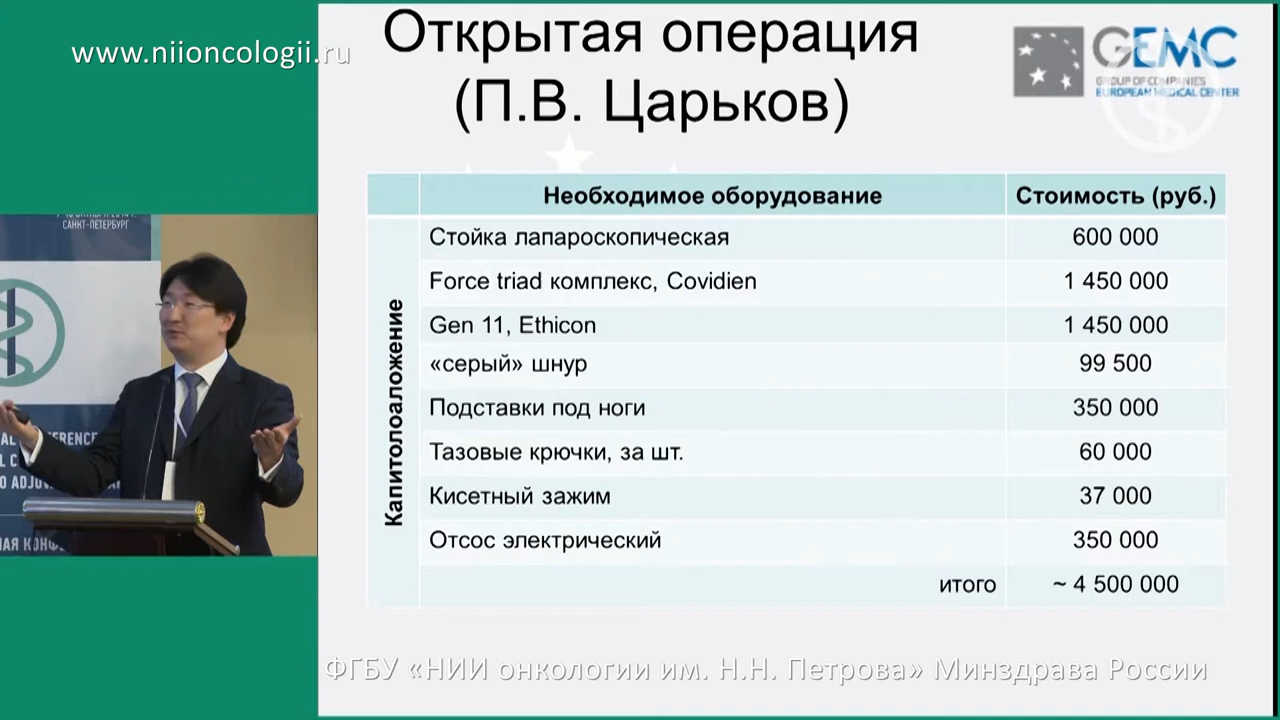 www.niioncologii.ru
Открытая операция
(П.В. Царьков)
GEMC
GROUP OF COMPANIES
EUROPEAN MEDICAL CENTER
Необходимое оборудование Стоимость (руб.)
Капитолоаложение
Стойка лапароскопическая 600 000
Force triad комплекс, Covidien 1 450 000
Gen 11, Ethicon 1 450 000
«серый» шнур 99 500
Подставки под ноги 350 000
Тазовые крючки, за шт. 60 000
Кисетный зажим 37 000
Отсос электрический 350 000
итого ~ 4 500 000
САНКТ-ПЕТЕРБУРГ
ФГБУ «НИИ онкологии им. Н.Н. Петрова» Минздрава России